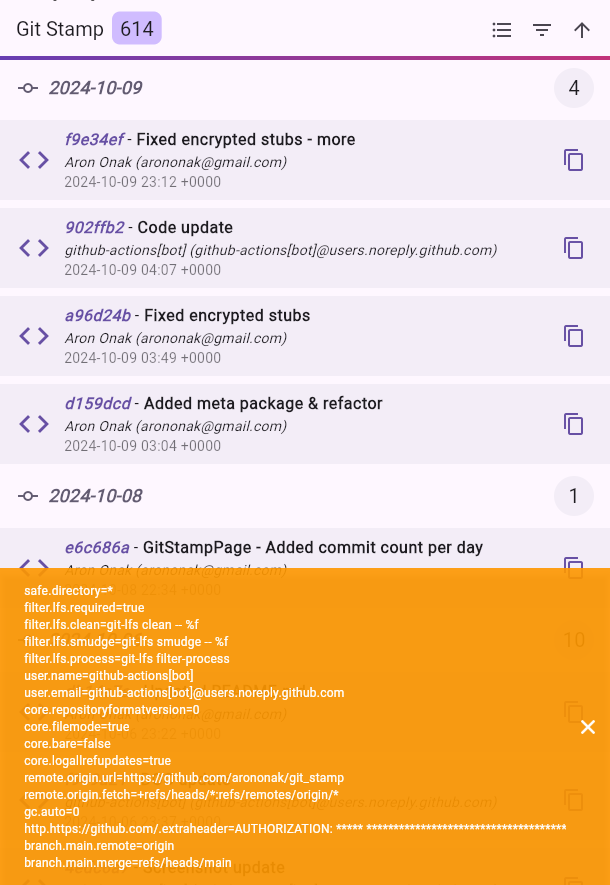 Git Stamp 614
2024-10-09 4
f9e34ef - Fixed encrypted stubs - more
Aron Onak (arononak@gmail.com)
2024-10-09 23:12 +0000
902ffb2 - Code update
github-actions[bot] (github-actions[bot]@users.noreply.github.com)
2024-10-09 04:07 +0000
a96d24b - Fixed encrypted stubs
Aron Onak (arononak@gmail.com)
2024-10-09 03:49 +0000
d159dcd - Added meta package & refactor
Aron Onak (arononak@gmail.com)
2024-10-09 03:04 +0000
2024-10-08 1
e6c686a - GitStampPage - Added commit count per day
Aron Onak (arononak@gmail.com)
safe.directory=*
filter.lfs.required=true
filter.lfs.clean=git-lfs clean -- %f
filter.lfs.smudge=git-lfs smudge -- %f
10
filter.lfs.process=git-lfs filter-process
user.name=github-actions[bot]
user.email=github-actions[bot]@users.noreply.github.com
core.repositoryformatversion=0
core.filemode=true
core.bare=false
core.logallrefupdates=true
remote.origin.url=https://github.com/arononak/git_stamp
remote.origin.fetch=+refs/heads/*:refs/remotes/origin/*
gc.auto=0
http.https://github.com/.extraheader=AUTHORIZATION: ***** ***********************************
branch.main.remote=origin
branch.main.merge=refs/heads/main
Screenshot update